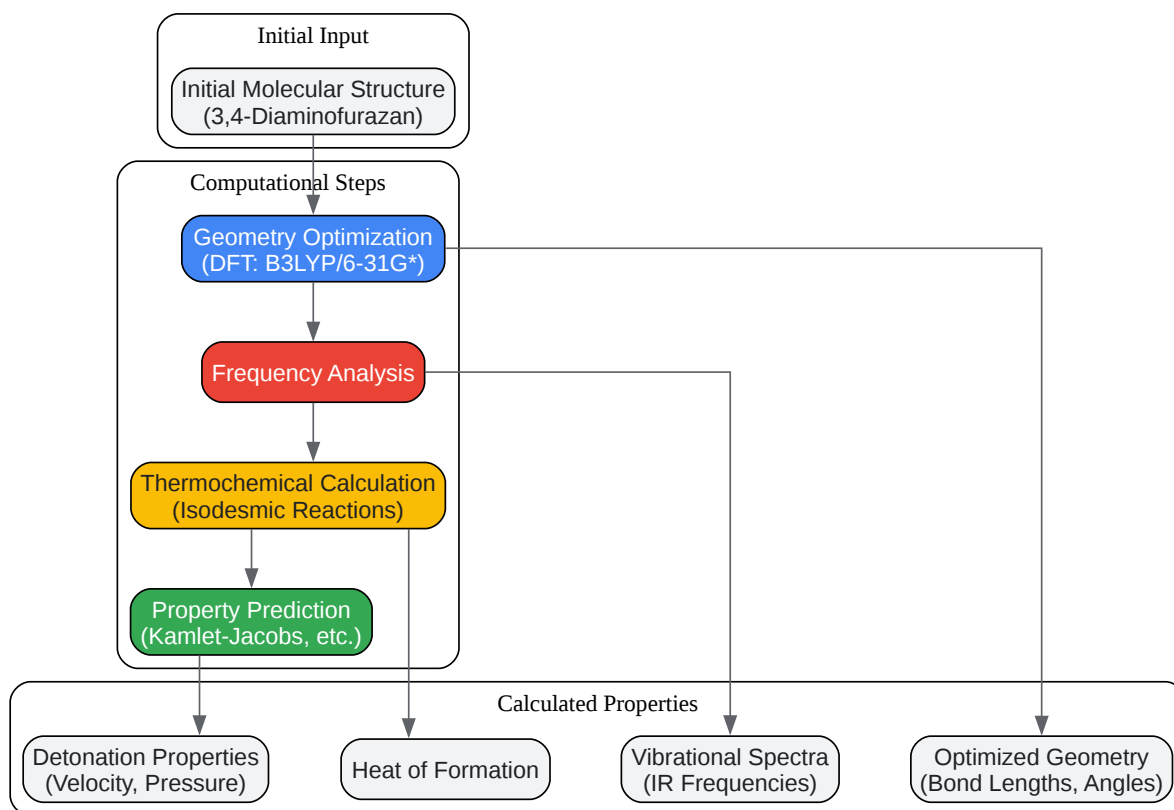 Initial Input
Initial Molecular Structure
(3,4-Diaminofurazan)
Computational Steps
Geometry Optimization
(DFT: B3LYP/6-31G*)
Frequency Analysis
Thermochemical Calculation
(Isodesmic Reactions)
Property Prediction
(Kamlet-Jacobs, etc.)
Calculated Properties
Detonation Properties
(Velocity, Pressure)
Heat of Formation
Vibrational Spectra
(IR Frequencies)
Optimized Geometry
(Bond Lengths, Angles)